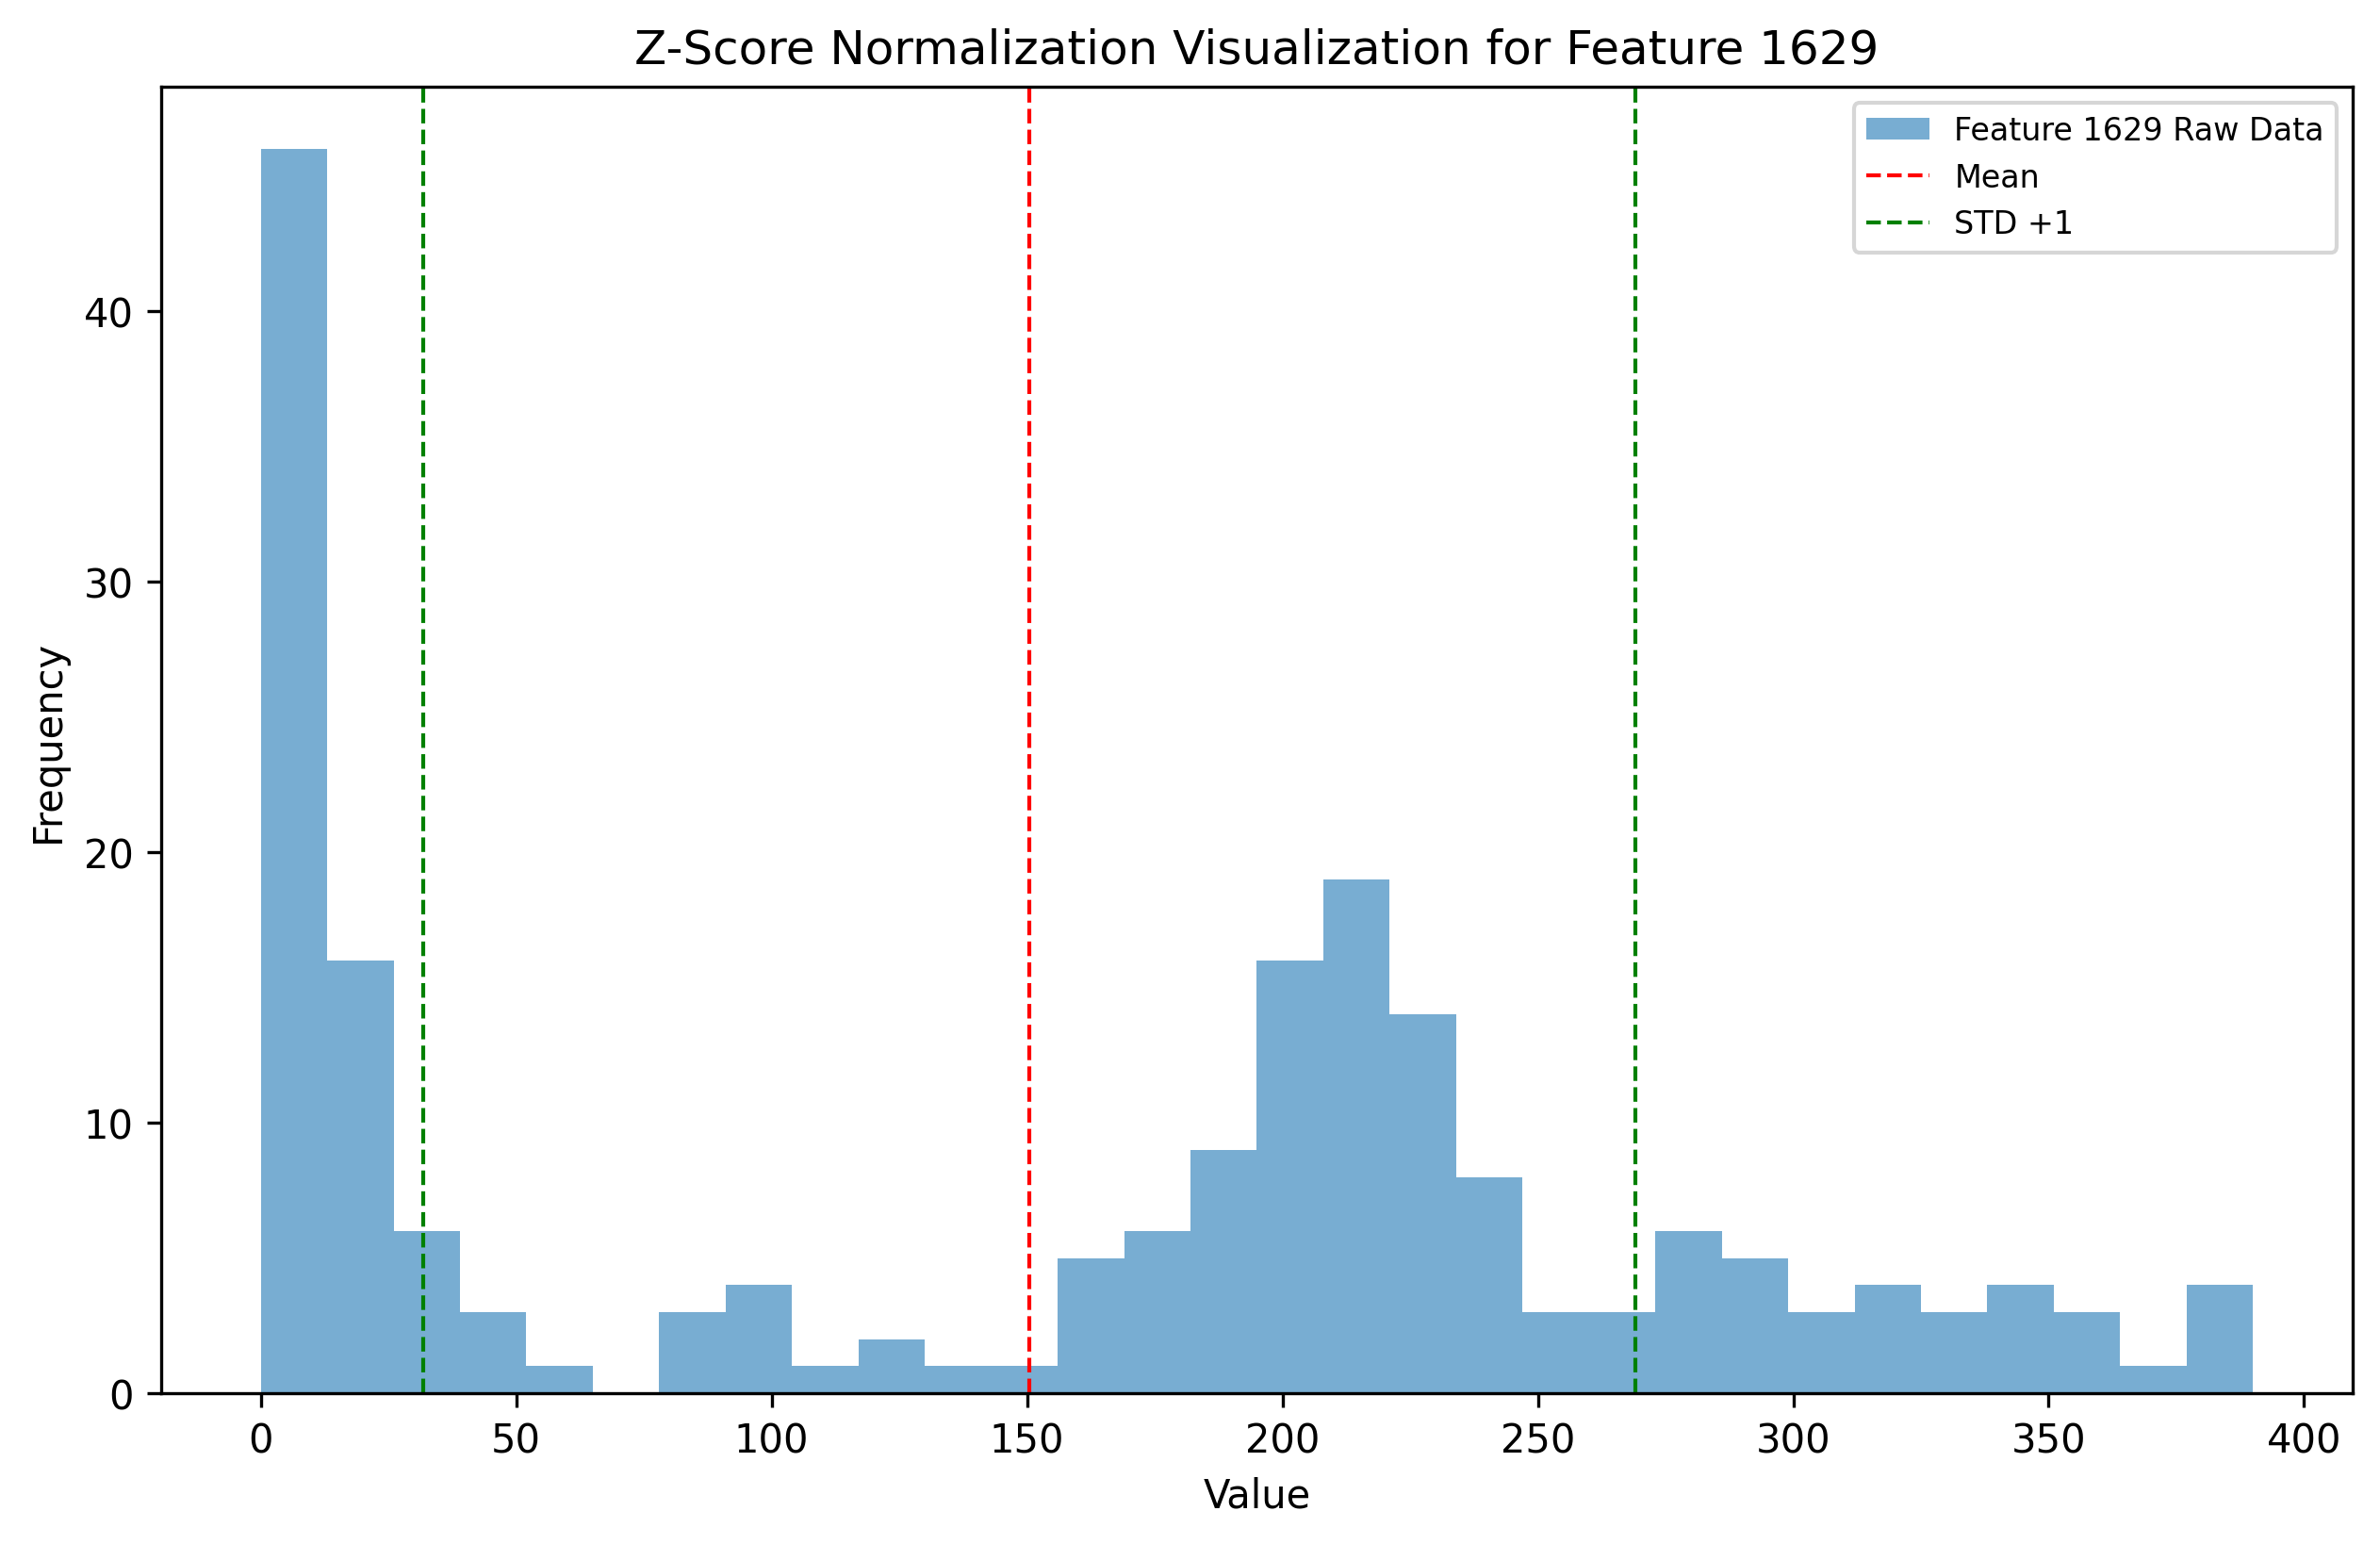 Z-Score Normalization Visualization for Feature 1629
Feature 1629 Raw Data
Mean
STD +1
Frequency
40
30
20
10
0
0 50 100 150 200 250 300 350 400
Value